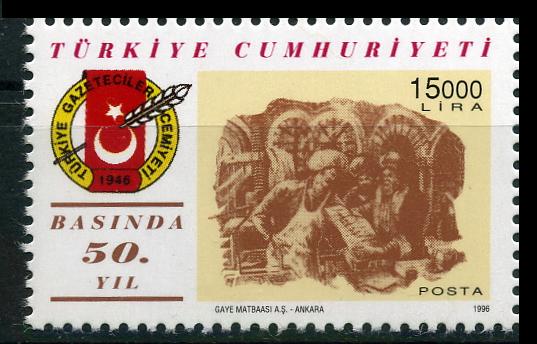 TÜRKİYE CUMHURİYETİ
TÜRKİYE GAZETECİLER CEMİYETİ
1946
15000
LİRA
BASINDA
50.
YIL
POSTA
GAYE MATBAASI A.Ş. - ANKARA
1996